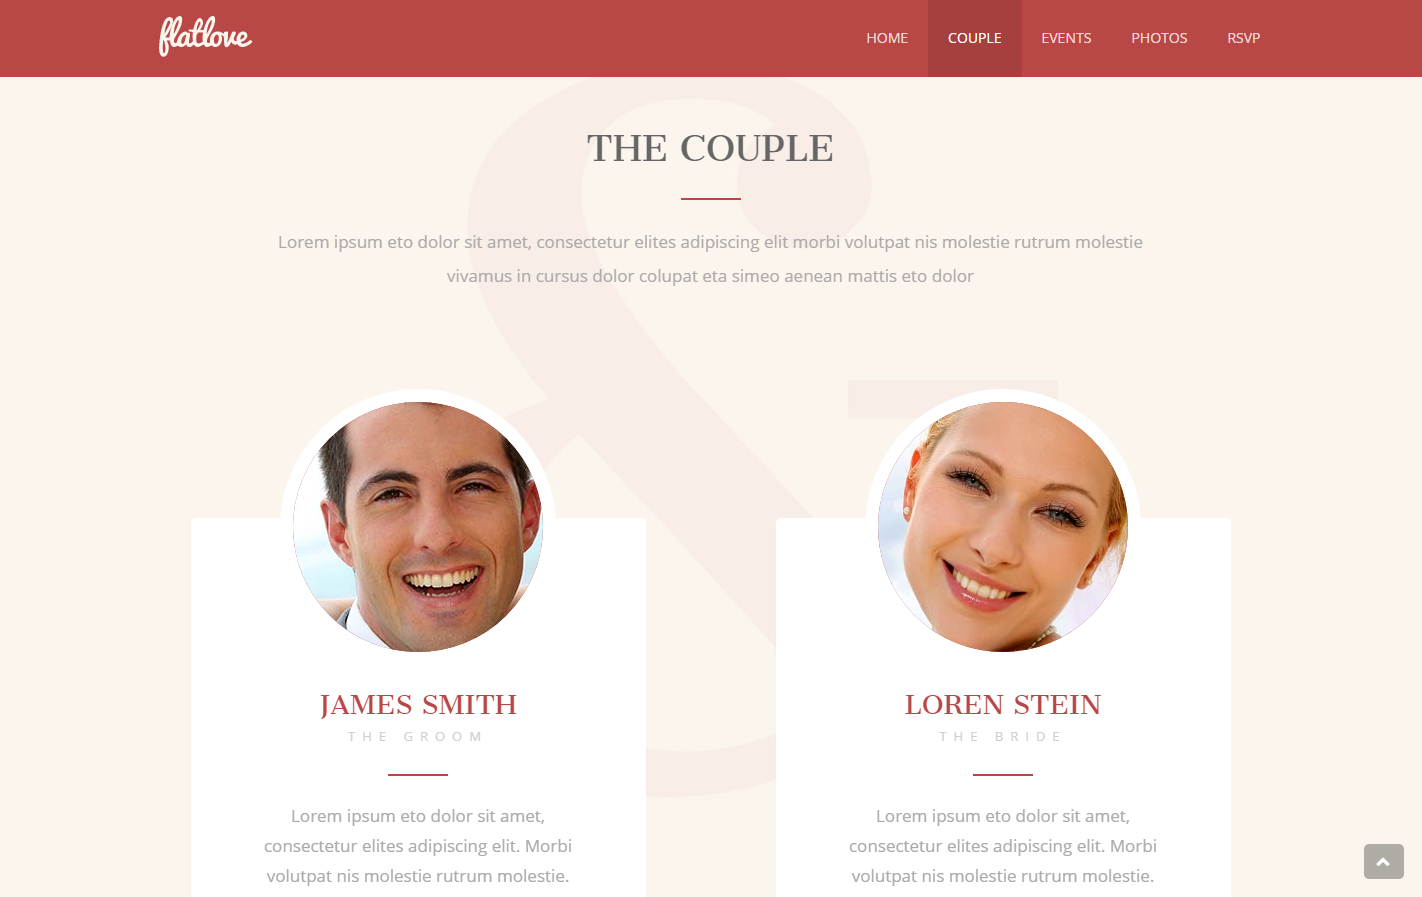 flatlove
HOME COUPLE EVENTS PHOTOS RSVP
&
THE COUPLE
Lorem ipsum eto dolor sit amet, consectetur elites adipiscing elit morbi volutpat nis molestie rutrum molestie
vivamus in cursus dolor colupat eta simeo aenean mattis eto dolor
JAMES SMITH
THE GROOM
Lorem ipsum eto dolor sit amet,
consectetur elites adipiscing elit. Morbi
volutpat nis molestie rutrum molestie.
LOREN STEIN
THE BRIDE
Lorem ipsum eto dolor sit amet,
consectetur elites adipiscing elit. Morbi
volutpat nis molestie rutrum molestie.